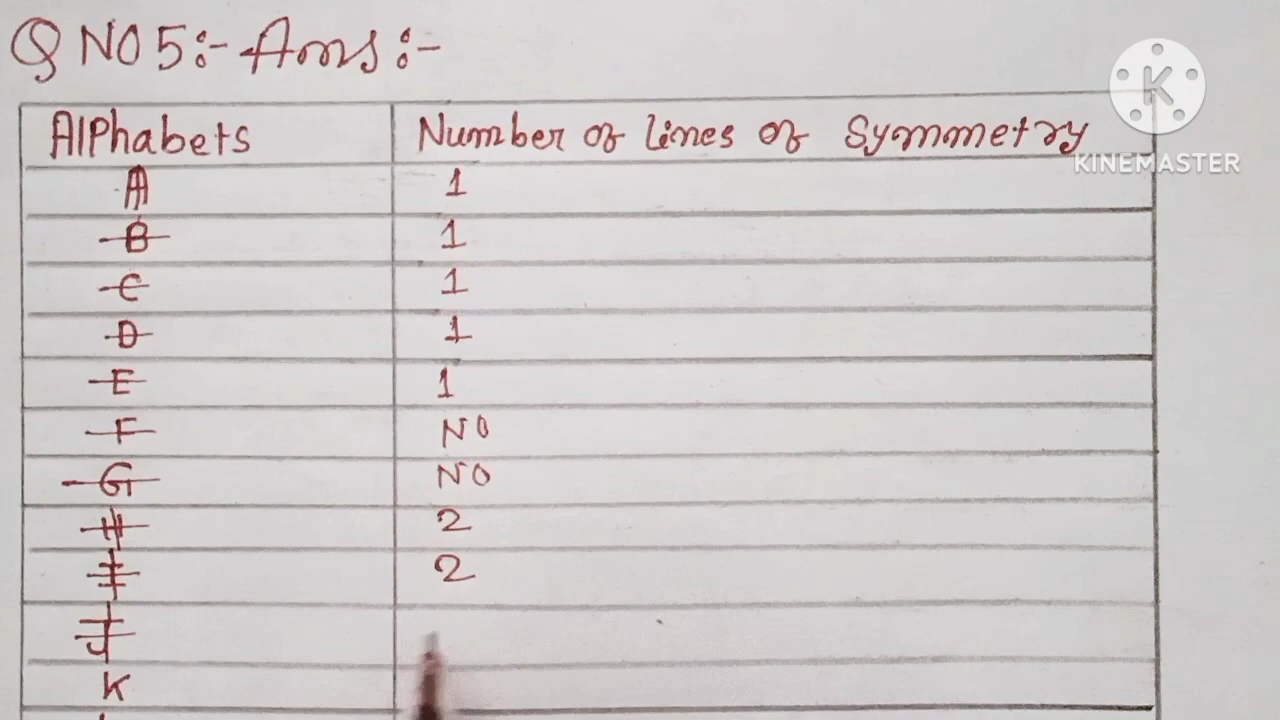 Q NO 5:- Ans:-
Alphabets Number of lines of Symmetry
A 1
B 1
C 1
D 1
E 1
F NO
G NO
H 2
I 2
J
K
K
KINEMASTER